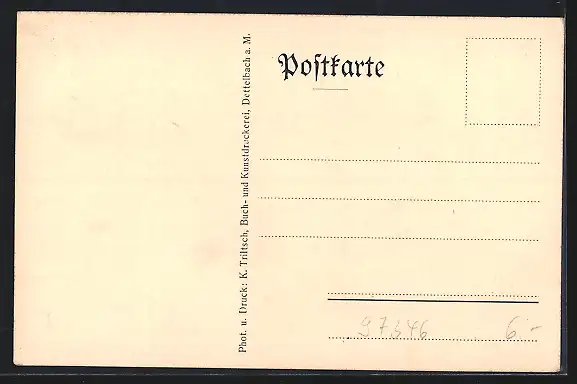 Postkarte
Phot. u. Druck: K. Triltsch, Buch- und Kunstdruckerei, Dettelbach a. M.
97346
6 -